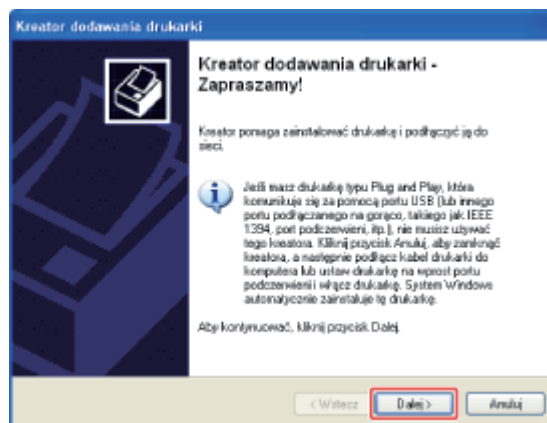 Kreator dodawania drukarki
Kreator dodawania drukarki -
Zapraszamy!
Kreator pomaga zainstalować drukarkę i podłączyć ją do
sieci.
Jeśli masz drukarkę typu Plug and Play, która
komunikuje się za pomocą portu USB (lub innego
portu podłączanego na gorąco, takiego jak IEEE
1394, port podczerwieni, itp.), nie musisz używać
tego kreatora. Kliknij przycisk Anuluj, aby zamknąć
kreatora, a następnie podłącz kabel drukarki do
komputera lub ustaw drukarkę na wprost portu
podczerwieni i włącz drukarkę. System Windows
automatycznie zainstaluje tę drukarkę.
Aby kontynuować, kliknij przycisk Dalej.
< Wstecz Dalej > Anuluj